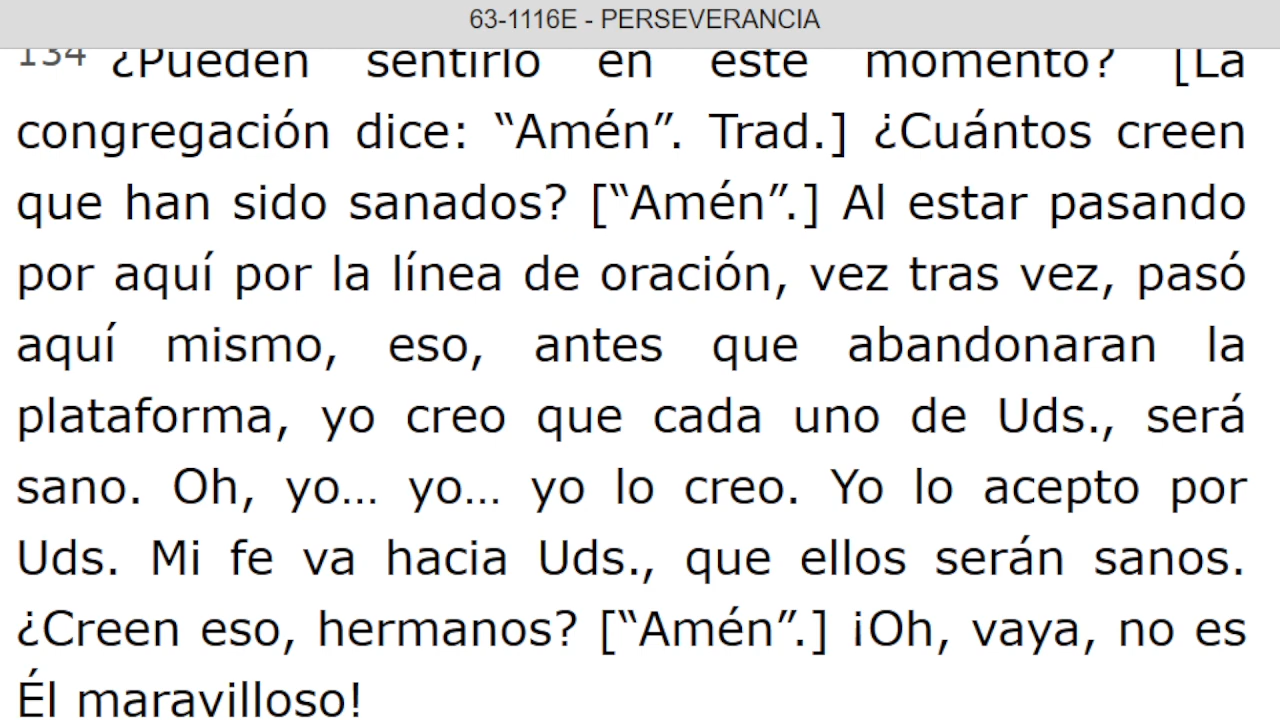 63-1116E - PERSEVERANCIA
134 ¿Pueden sentirlo en este momento? [La
congregación dice: “Amén”. Trad.] ¿Cuántos creen
que han sido sanados? [“Amén”.] Al estar pasando
por aquí por la línea de oración, vez tras vez, pasó
aquí mismo, eso, antes que abandonaran la
plataforma, yo creo que cada uno de Uds., será
sano. Oh, yo... yo... yo lo creo. Yo lo acepto por
Uds. Mi fe va hacia Uds., que ellos serán sanos.
¿Creen eso, hermanos? [“Amén”.] ¡Oh, vaya, no es
Él maravilloso!